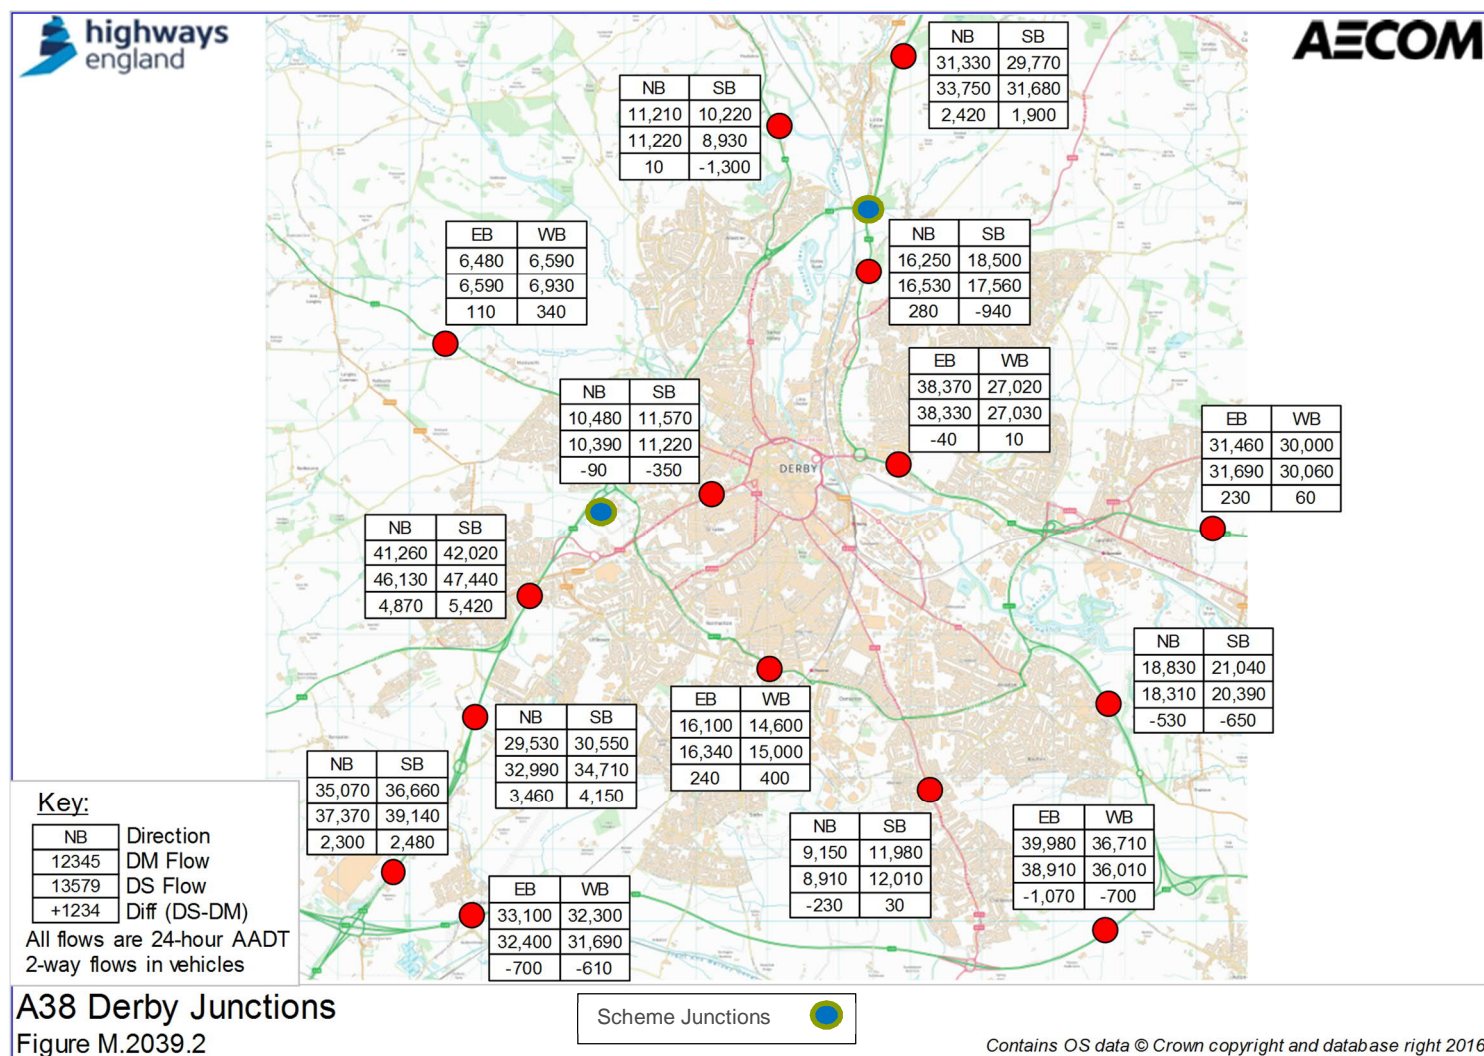 highways
england
AECOM
NB SB
31,330 29,770
33,750 31,680
2,420 1,900
NB SB
11,210 10,220
11,220 8,930
10 -1,300
EB WB
6,480 6,590
6,590 6,930
110 340
NB SB
16,250 18,500
16,530 17,560
280 -940
EB WB
38,370 27,020
38,330 27,030
-40 10
NB SB
10,480 11,570
10,390 11,220
-90 -350
EB WB
31,460 30,000
31,690 30,060
230 60
DERBY
NB SB
41,260 42,020
46,130 47,440
4,870 5,420
NB SB
18,830 21,040
18,310 20,390
-530 -650
EB WB
16,100 14,600
16,340 15,000
240 400
NB SB
29,530 30,550
32,990 34,710
3,460 4,150
NB SB
35,070 36,660
37,370 39,140
2,300 2,480
NB SB
9,150 11,980
8,910 12,010
-230 30
EB WB
39,980 36,710
38,910 36,010
-1,070 -700
EB WB
33,100 32,300
32,400 31,690
-700 -610
Key:
NB Direction
12345 DM Flow
13579 DS Flow
+1234 Diff (DS-DM)
All flows are 24-hour AADT
2-way flows in vehicles
A38 Derby Junctions
Figure M.2039.2
Scheme Junctions
Contains OS data © Crown copyright and database right 2016